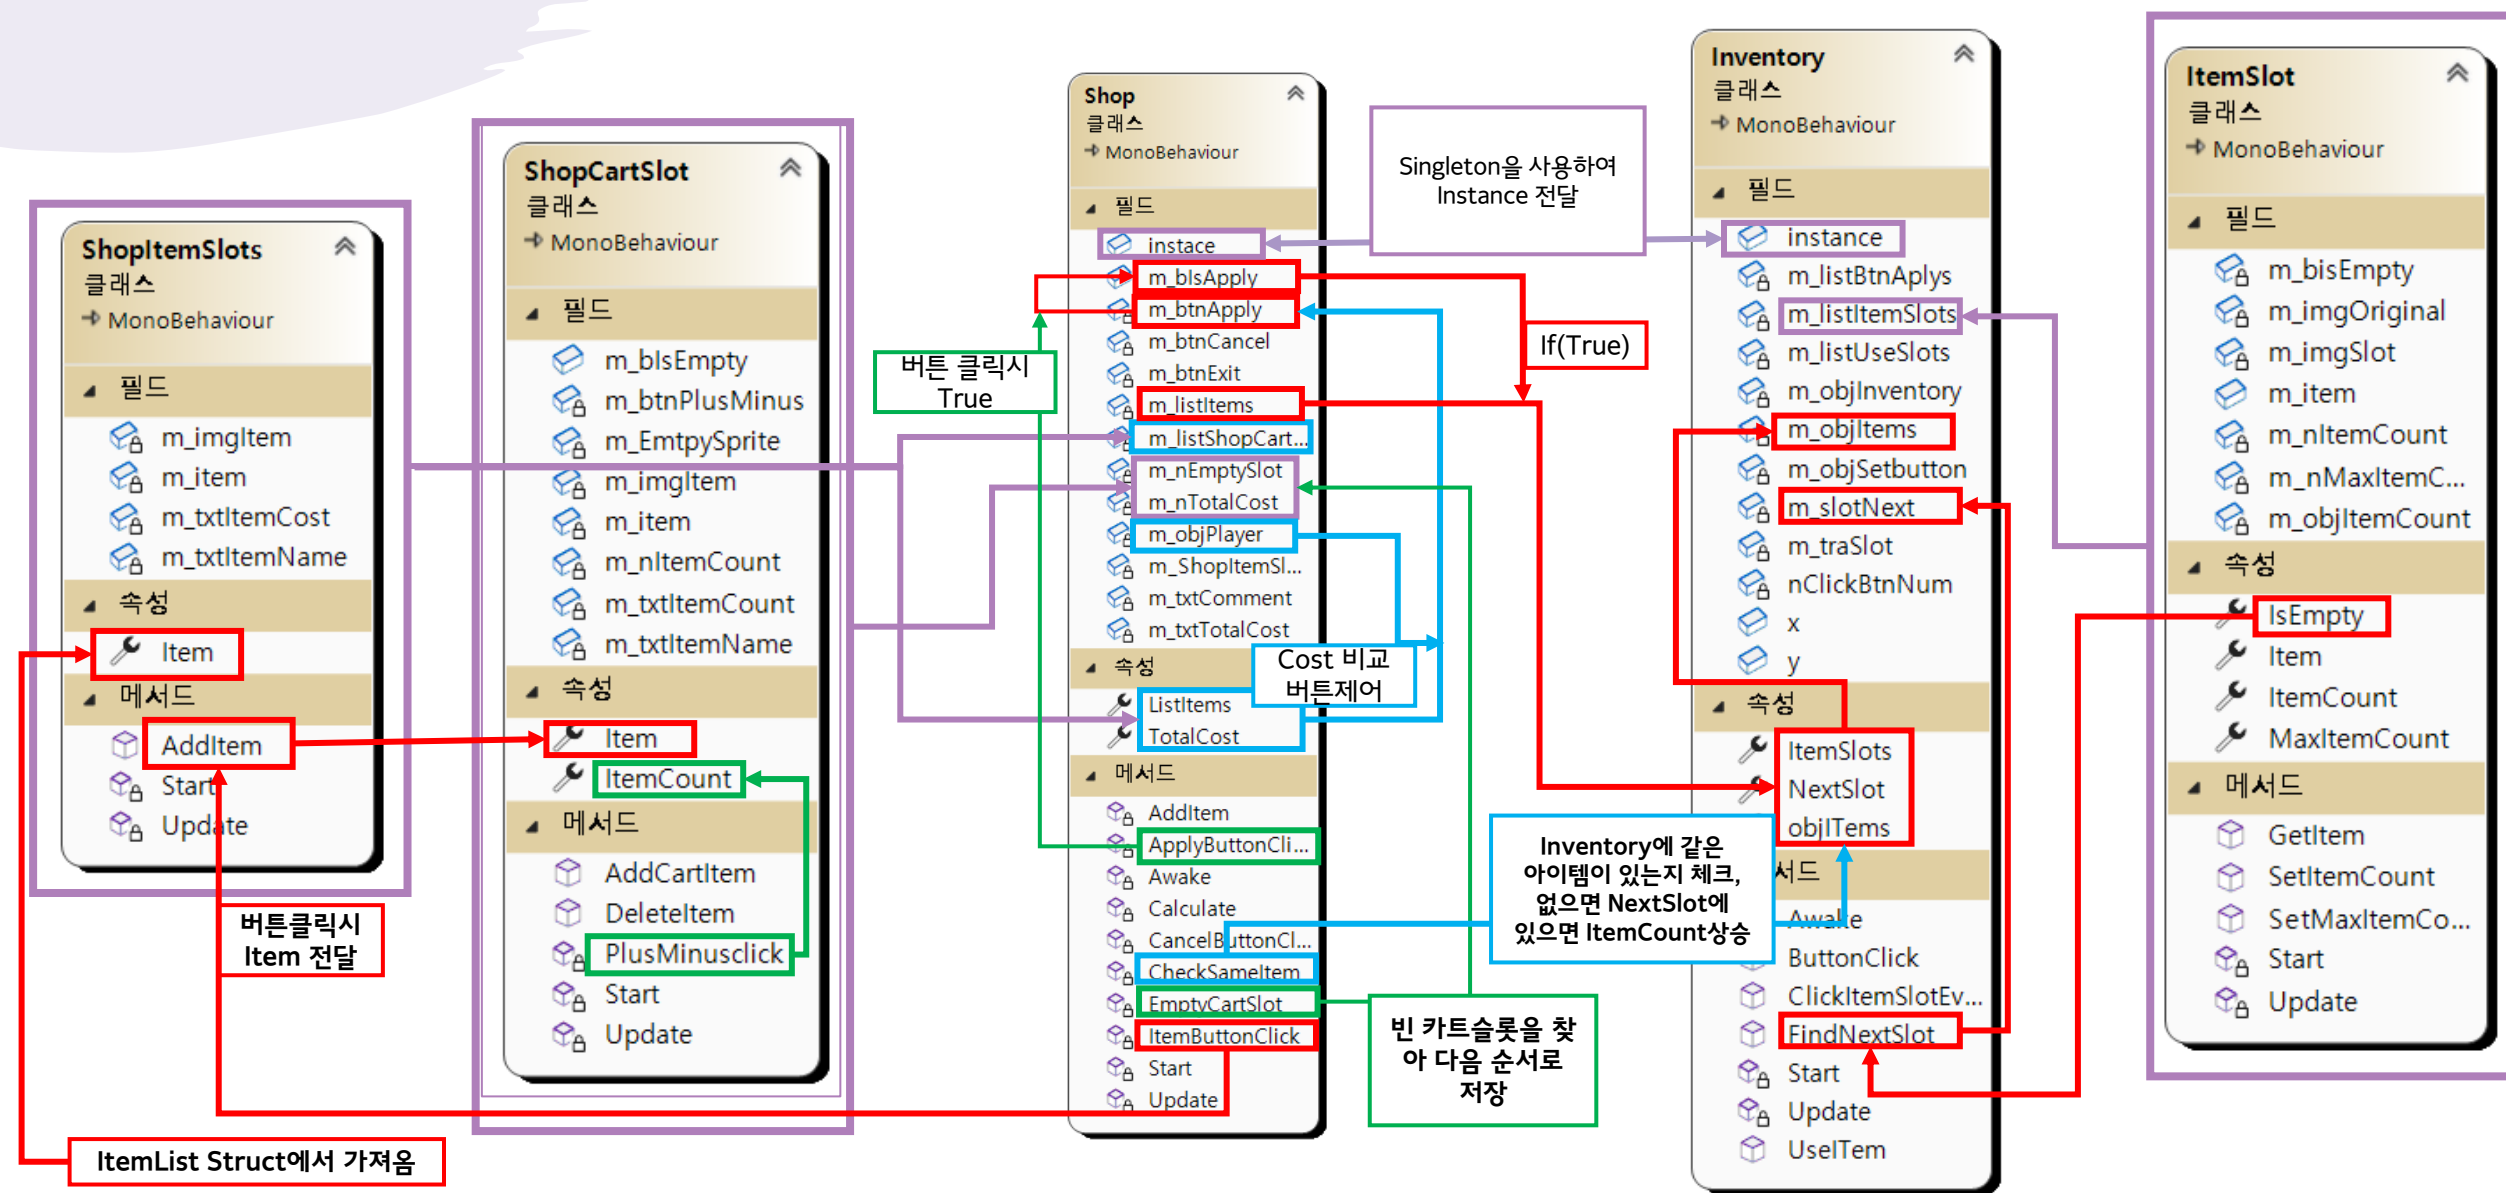 ShopItemSlots
클래스
MonoBehaviour
필드
m_imgItem
m_item
m_txtItemCost
m_txtItemName
속성
Item
메서드
AddItem
Start
Update
버튼클릭시
Item 전달
ItemList Struct에서 가져옴
ShopCartSlot
클래스
MonoBehaviour
필드
m_bIsEmpty
m_btnPlusMinus
m_EmtpySprite
m_imgItem
m_item
m_nItemCount
m_txtItemCount
m_txtItemName
속성
Item
ItemCount
메서드
AddCartItem
DeleteItem
PlusMinusclick
Start
Update
버튼 클릭시
True
Shop
클래스
MonoBehaviour
필드
instace
m_bIsApply
m_btnApply
m_btnCancel
m_btnExit
m_listItems
m_listShopCart...
m_nEmptySlot
m_nTotalCost
m_objPlayer
m_ShopItemSl...
m_txtComment
m_txtTotalCost
속성
ListItems
TotalCost
메서드
AddItem
ApplyButtonCli...
Awake
Calculate
CancelButtonCl...
CheckSameItem
EmptyCartSlot
ItemButtonClick
Start
Update
Singleton을 사용하여
Instance 전달
If(True)
Cost 비교
버튼제어
Inventory에 같은
아이템이 있는지 체크,
없으면 NextSlot에
있으면 ItemCount상승
빈 카트슬롯을 찾
아 다음 순서로
저장
Inventory
클래스
MonoBehaviour
필드
instance
m_listBtnAplys
m_listItemSlots
m_listUseSlots
m_objInventory
m_objItems
m_objSetbutton
m_slotNext
m_traSlot
nClickBtnNum
x
y
속성
ItemSlots
NextSlot
objITems
서드
Awake
ButtonClick
ClickItemSlotEv...
FindNextSlot
Start
Update
UseITem
ItemSlot
클래스
MonoBehaviour
필드
m_bisEmpty
m_imgOriginal
m_imgSlot
m_item
m_nItemCount
m_nMaxItemC...
m_objItemCount
속성
IsEmpty
Item
ItemCount
MaxItemCount
메서드
GetItem
SetItemCount
SetMaxItemCo...
Start
Update